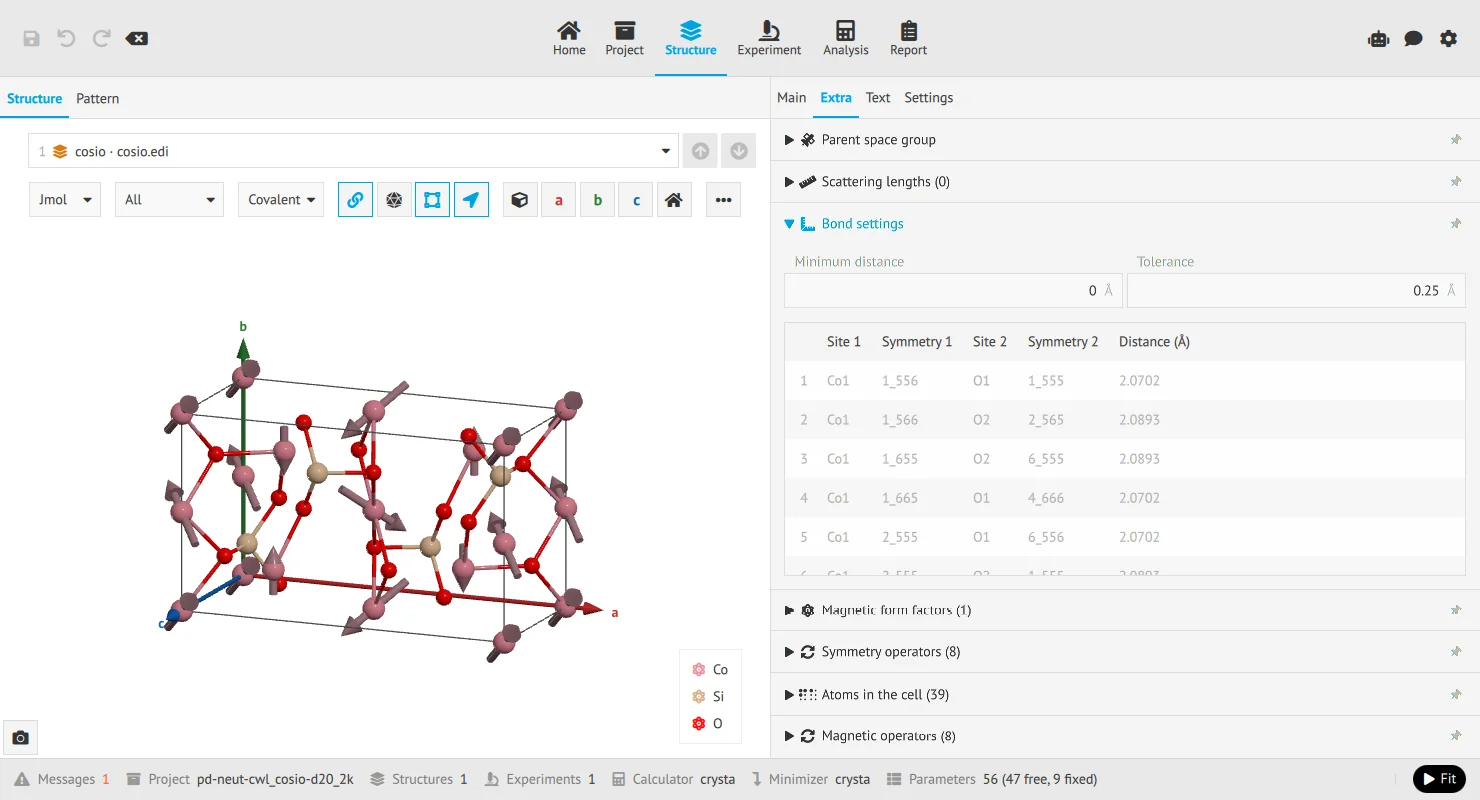 Home Project Structure Experiment Analysis Report
Structure Pattern
Main Extra Text Settings
1 cosio · cosio.edi
Jmol All Covalent a b c •••
b
a
c
Co
Si
O
Parent space group
Scattering lengths (0)
Bond settings
Minimum distance Tolerance
0 Å 0.25 Å
Site 1 Symmetry 1 Site 2 Symmetry 2 Distance (Å)
1 Co1 1_556 O1 1_555 2.0702
2 Co1 1_566 O2 2_565 2.0893
3 Co1 1_655 O2 6_555 2.0893
4 Co1 1_665 O1 4_666 2.0702
5 Co1 2_555 O1 6_556 2.0702
Magnetic form factors (1)
Symmetry operators (8)
Atoms in the cell (39)
Magnetic operators (8)
Messages 1 Project pd-neut-cwl_cosio-d20_2k Structures 1 Experiments 1 Calculator crysta Minimizer crysta Parameters 56 (47 free, 9 fixed) Fit